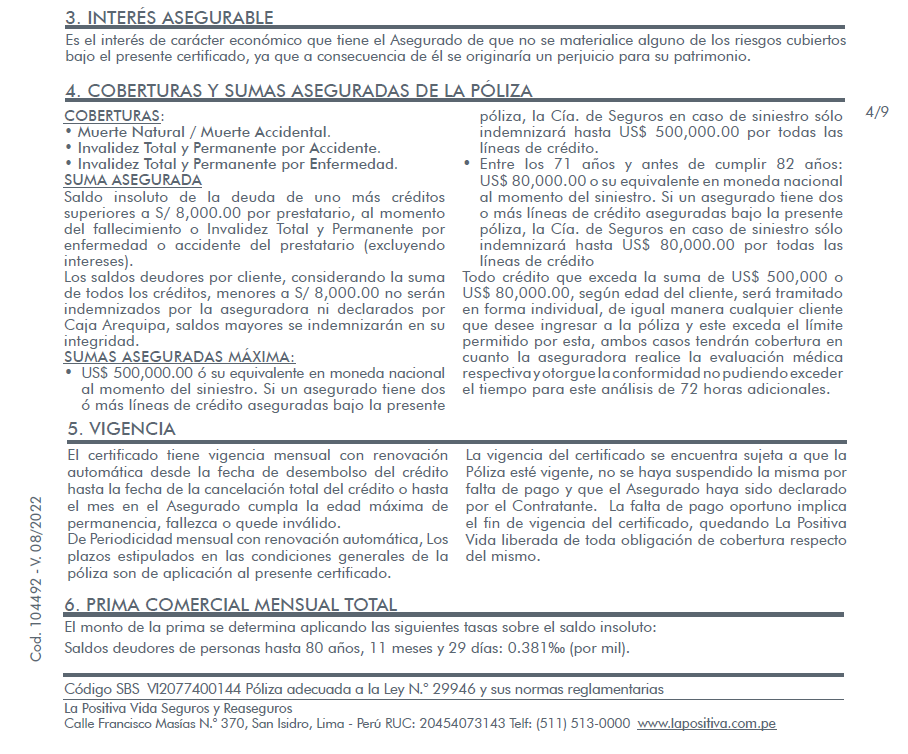 3. INTERÉS ASEGURABLE
Es el interés de carácter económico que tiene el Asegurado de que no se materialice alguno de los riesgos cubiertos
bajo el presente certificado, ya que a consecuencia de él se originaría un perjuicio para su patrimonio.
4. COBERTURAS Y SUMAS ASEGURADAS DE LA PÓLIZA
COBERTURAS:
• Muerte Natural / Muerte Accidental.
• Invalidez Total y Permanente por Accidente.
• Invalidez Total y Permanente por Enfermedad.
SUMA ASEGURADA
Saldo insoluto de la deuda de uno más créditos
superiores a S/ 8,000.00 por prestatario, al momento
del fallecimiento o Invalidez Total y Permanente por
enfermedad o accidente del prestatario (excluyendo
intereses).
Los saldos deudores por cliente, considerando la suma
de todos los créditos, menores a S/ 8,000.00 no serán
indemnizados por la aseguradora ni declarados por
Caja Arequipa, saldos mayores se indemnizarán en su
integridad.
SUMAS ASEGURADAS MÁXIMA:
• US$ 500,000.00 ó su equivalente en moneda nacional
al momento del siniestro. Si un asegurado tiene dos
ó más líneas de crédito aseguradas bajo la presente
póliza, la Cía. de Seguros en caso de siniestro sólo
indemnizará hasta US$ 500,000.00 por todas las
líneas de crédito.
• Entre los 71 años y antes de cumplir 82 años:
US$ 80,000.00 o su equivalente en moneda nacional
al momento del siniestro. Si un asegurado tiene dos
o más líneas de crédito aseguradas bajo la presente
póliza, la Cía. de Seguros en caso de siniestro sólo
indemnizará hasta US$ 80,000.00 por todas las
líneas de crédito
Todo crédito que exceda la suma de US$ 500,000 o
US$ 80,000.00, según edad del cliente, será tramitado
en forma individual, de igual manera cualquier cliente
que desee ingresar a la póliza y este exceda el límite
permitido por esta, ambos casos tendrán cobertura en
cuanto la aseguradora realice la evaluación médica
respectiva y otorgue la conformidad no pudiendo exceder
el tiempo para este análisis de 72 horas adicionales.
4/9
5. VIGENCIA
El certificado tiene vigencia mensual con renovación
automática desde la fecha de desembolso del crédito
hasta la fecha de la cancelación total del crédito o hasta
el mes en el Asegurado cumpla la edad máxima de
permanencia, fallezca o quede inválido.
De Periodicidad mensual con renovación automática, Los
plazos estipulados en las condiciones generales de la
póliza son de aplicación al presente certificado.
La vigencia del certificado se encuentra sujeta a que la
Póliza esté vigente, no se haya suspendido la misma por
falta de pago y que el Asegurado haya sido declarado
por el Contratante. La falta de pago oportuno implica
el fin de vigencia del certificado, quedando La Positiva
Vida liberada de toda obligación de cobertura respecto
del mismo.
6. PRIMA COMERCIAL MENSUAL TOTAL
El monto de la prima se determina aplicando las siguientes tasas sobre el saldo insoluto:
Saldos deudores de personas hasta 80 años, 11 meses y 29 días: 0.381‰ (por mil).
Código SBS VI2077400144 Póliza adecuada a la Ley N.° 29946 y sus normas reglamentarias
La Positiva Vida Seguros y Reaseguros
Calle Francisco Masías N.° 370, San Isidro, Lima - Perú RUC: 20454073143 Telf: (511) 513-0000 www.lapositiva.com.pe
Cod. 104492 - V. 08/2022